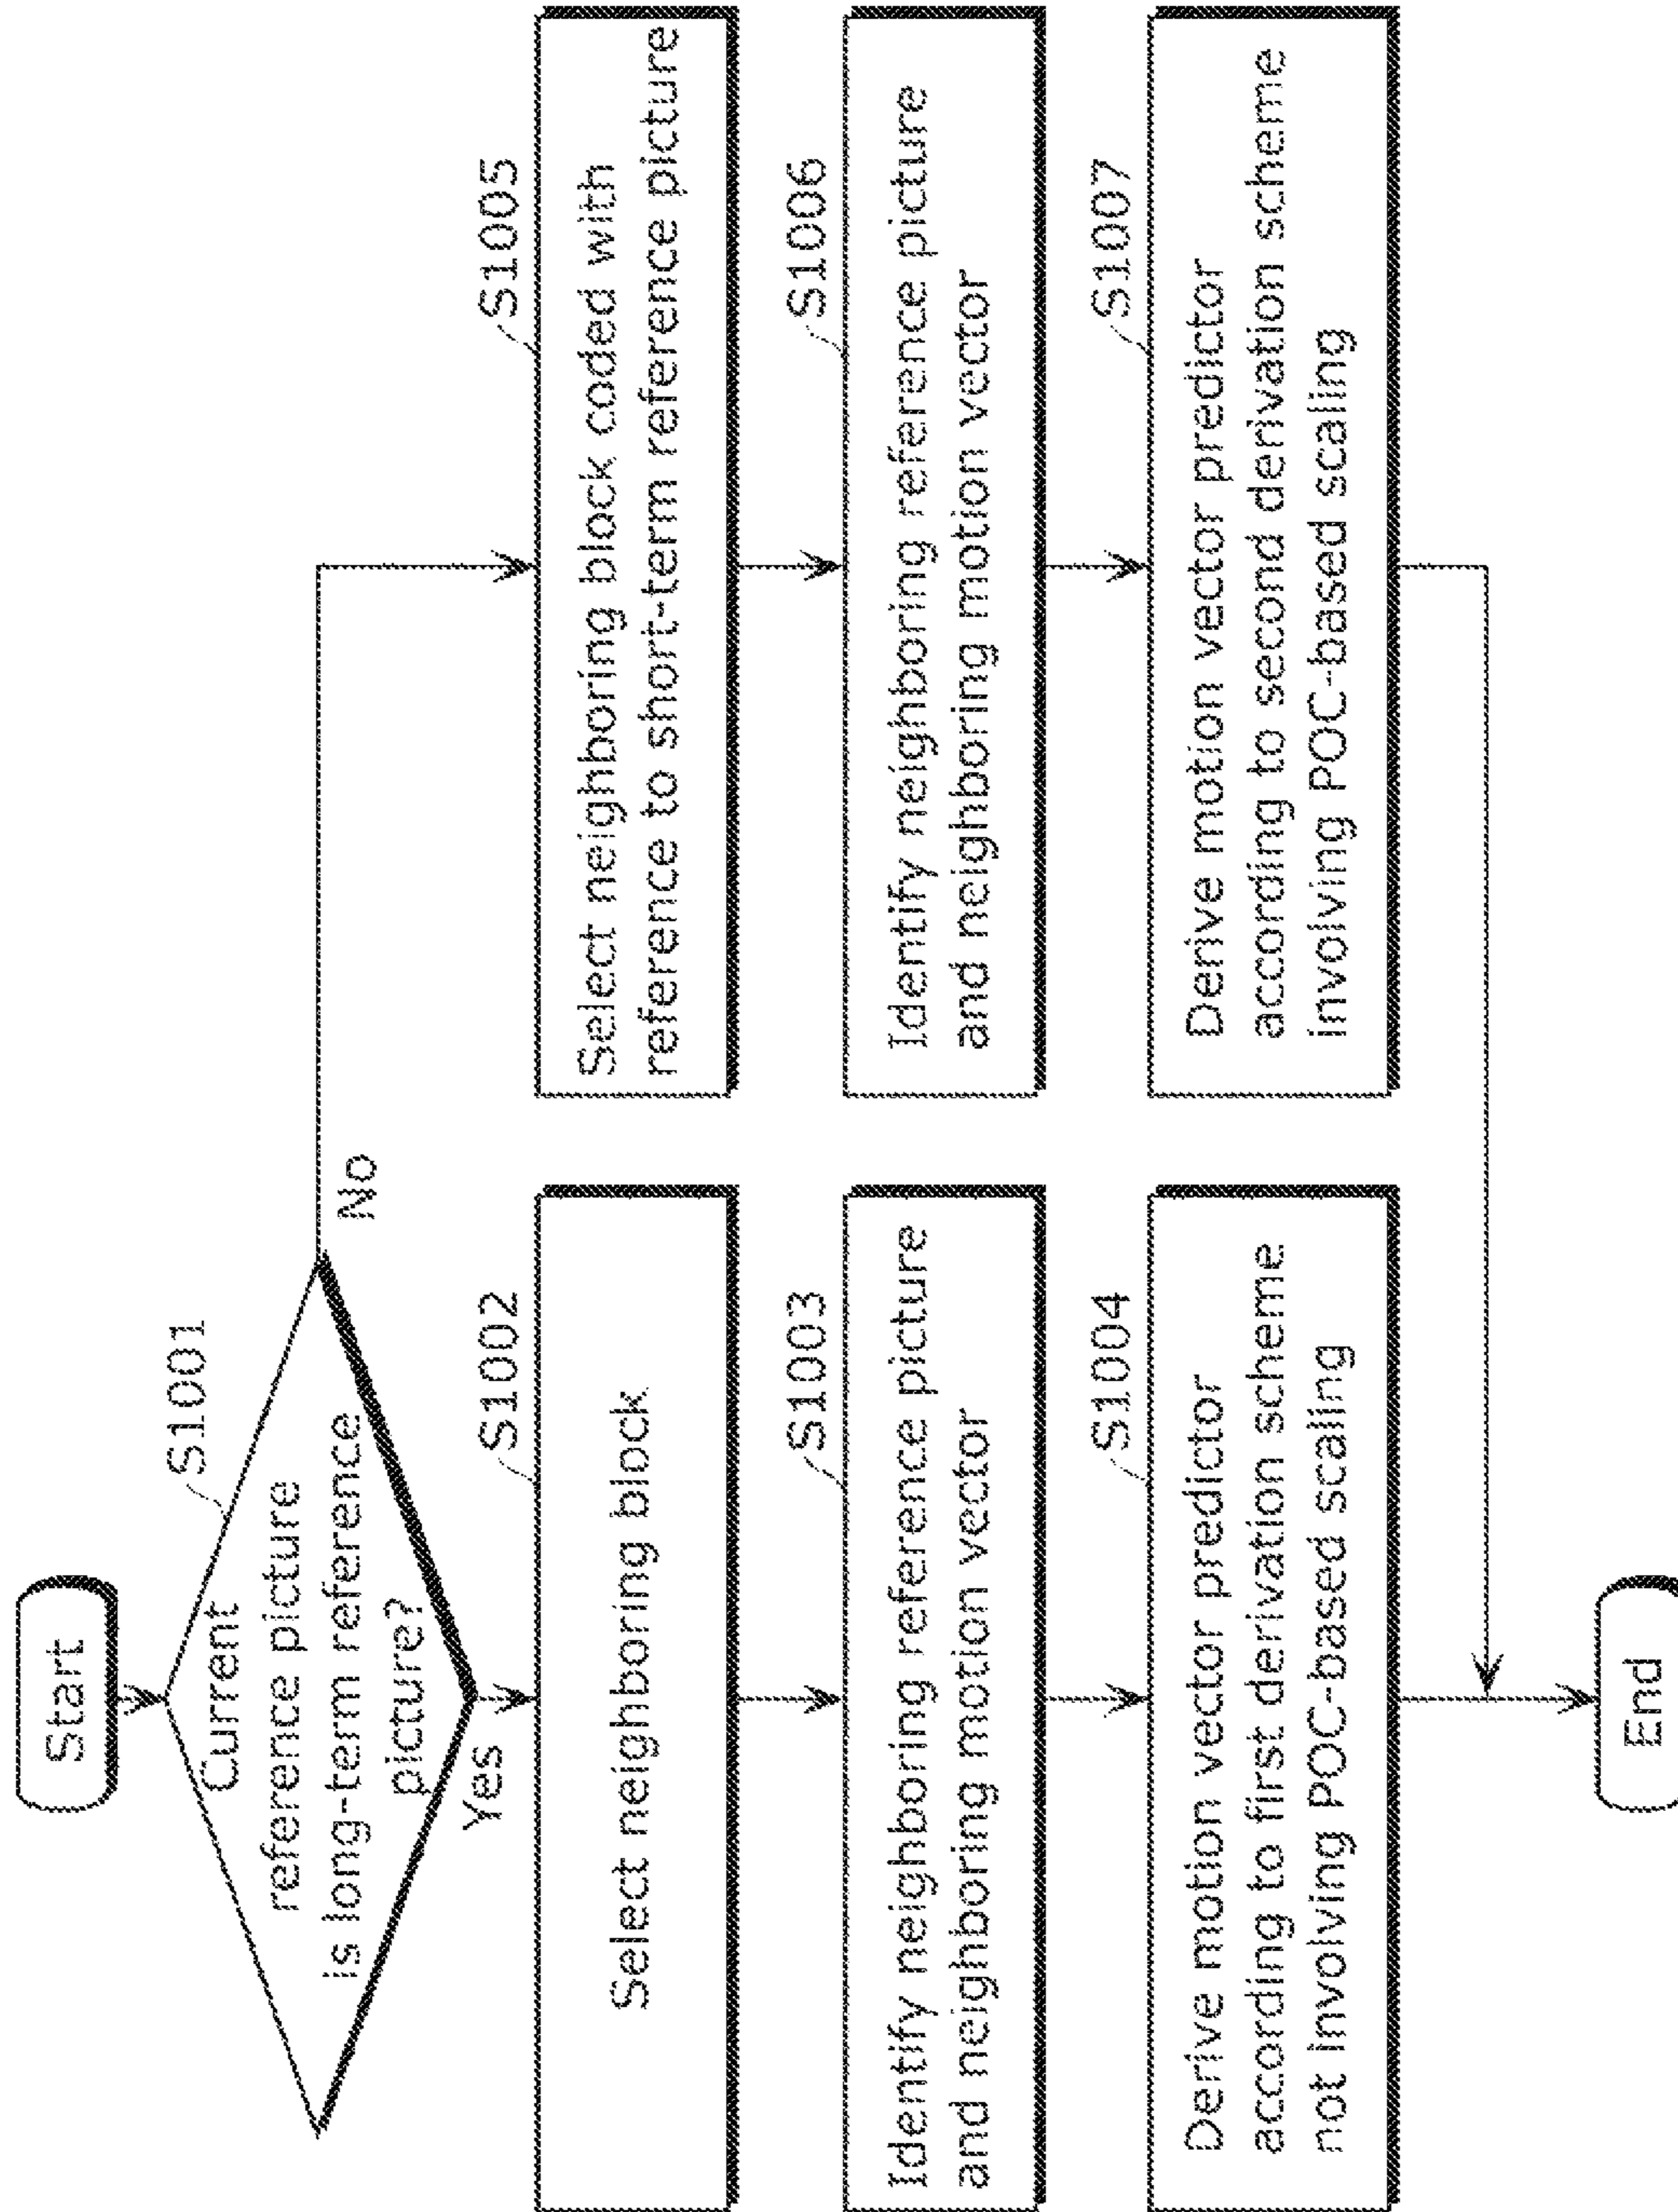 Start
S1001
Current
reference picture
is long-term reference
picture?
Yes
No
S1002
Select neighboring block
S1003
Identify neighboring reference picture
and neighboring motion vector
S1004
Derive motion vector predictor
according to first derivation scheme
not involving POC-based scaling
S1005
Select neighboring block coded with
reference to short-term reference picture
S1006
Identify neighboring reference picture
and neighboring motion vector
S1007
Derive motion vector predictor
according to second derivation scheme
involving POC-based scaling
End